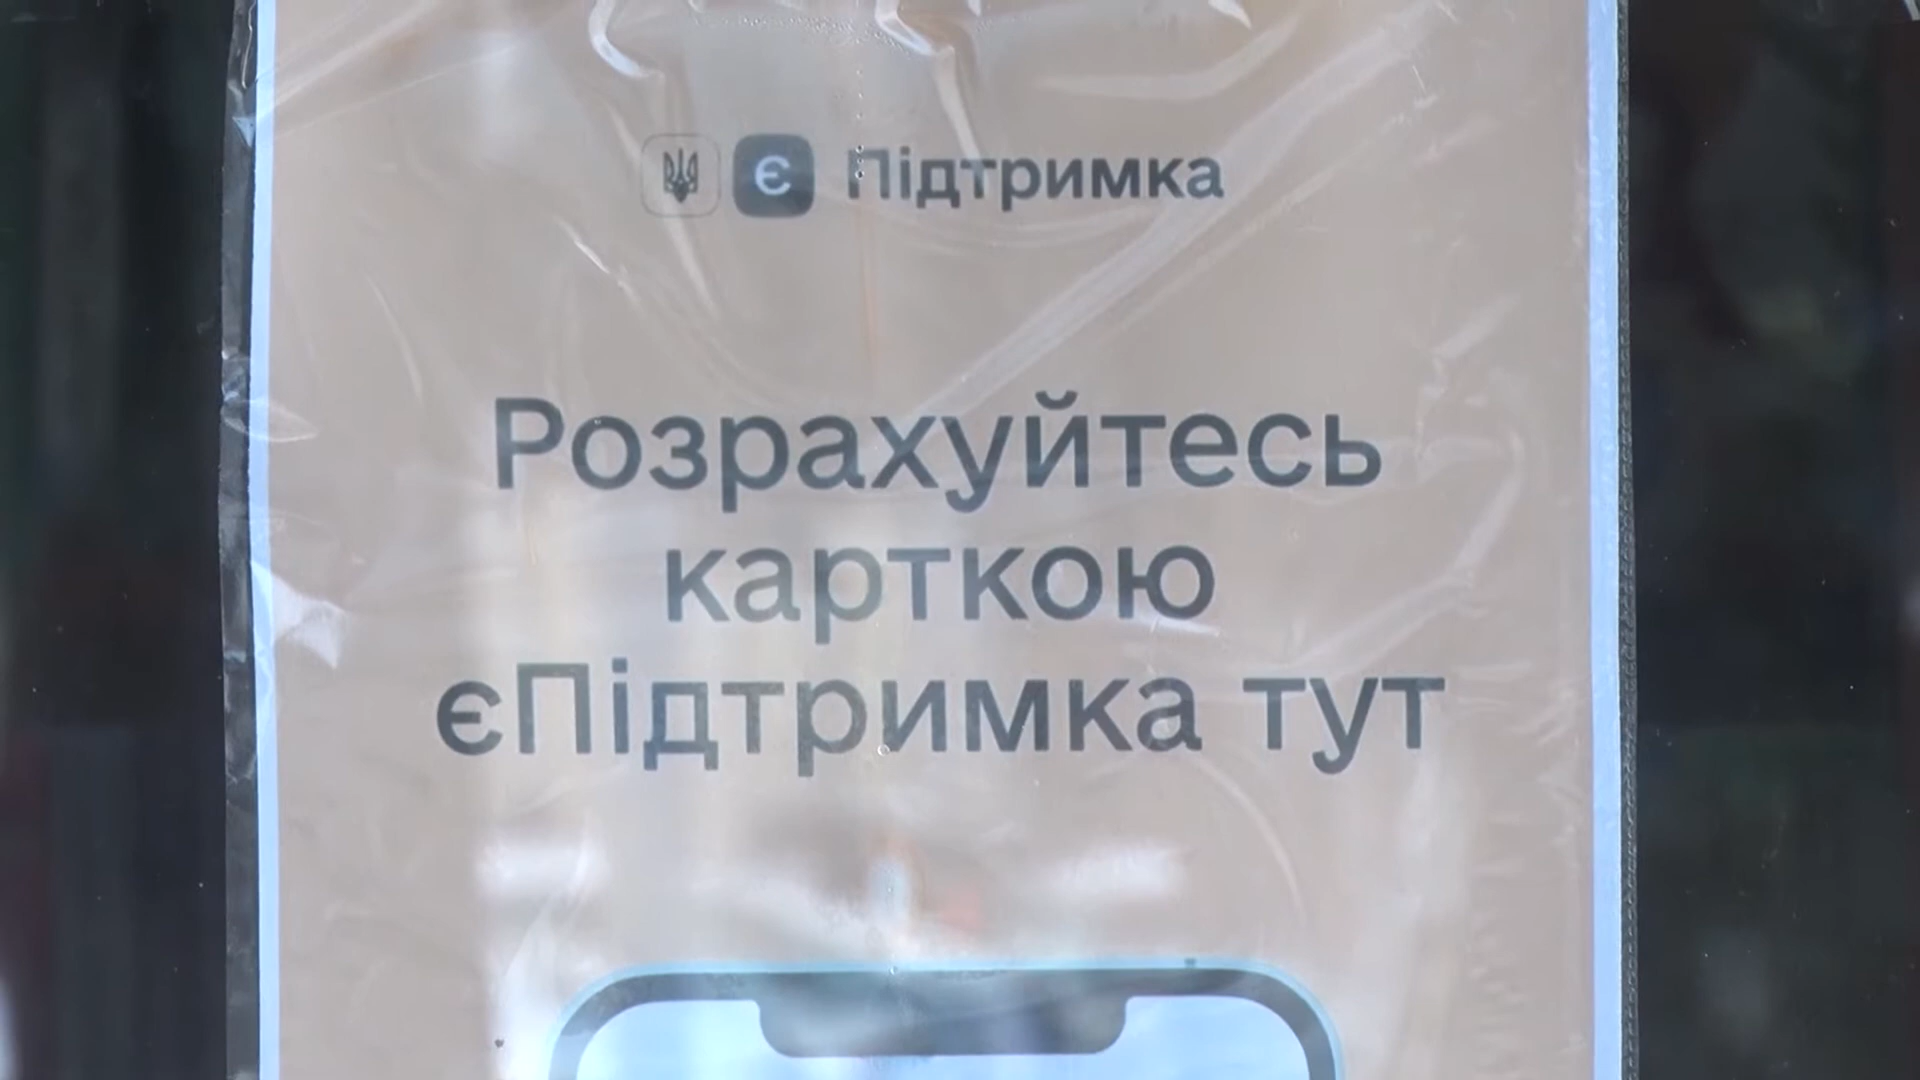 є Підтримка
Розрахуйтесь
карткою
єПідтримка тут